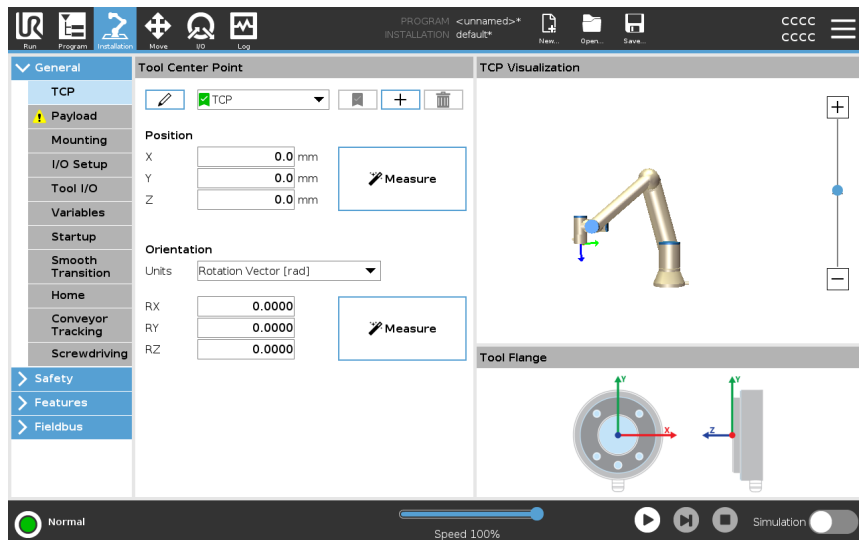 PROGRAM <unnamed>*
INSTALLATION default*
CCCC
CCCC
UR
Run
Program
Installation
Move
I/O
Log
New...
Open...
Save...
General
TCP
Payload
Mounting
I/O Setup
Tool I/O
Variables
Startup
Smooth
Transition
Home
Conveyor
Tracking
Screwdriving
Safety
Features
Fieldbus
Tool Center Point
TCP
Position
X 0.0 mm
Y 0.0 mm
Z 0.0 mm
Measure
Orientation
Units Rotation Vector [rad]
RX 0.0000
RY 0.0000
RZ 0.0000
Measure
TCP Visualization
Tool Flange
Y
X
Y
Z
Normal
Speed 100%
Simulation